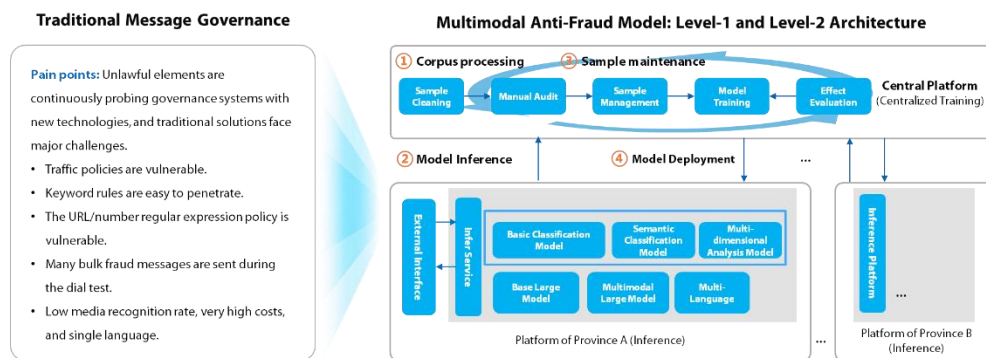 Traditional Message Governance
Pain points: Unlawful elements are
continuously probing governance systems with
new technologies, and traditional solutions face
major challenges.
• Traffic policies are vulnerable.
• Keyword rules are easy to penetrate.
• The URL/number regular expression policy is
vulnerable.
• Many bulk fraud messages are sent during
the dial test.
• Low media recognition rate, very high costs,
and single language.
Multimodal Anti-Fraud Model: Level-1 and Level-2 Architecture
① Corpus processing
③ Sample maintenance
Sample
Cleaning
Manual Audit
Sample
Management
Model
Training
Effect
Evaluation
Central Platform
(Centralized Training)
② Model Inference
④ Model Deployment
...
External Interface
Infer Service
Basic Classification
Model
Semantic
Classification
Model
Multi-
dimensional
Analysis Model
Base Large
Model
Multimodal
Large Model
Multi-
Language
Platform of Province A (Inference)
...
Inference Platform
...
Platform of Province B
(Inference)